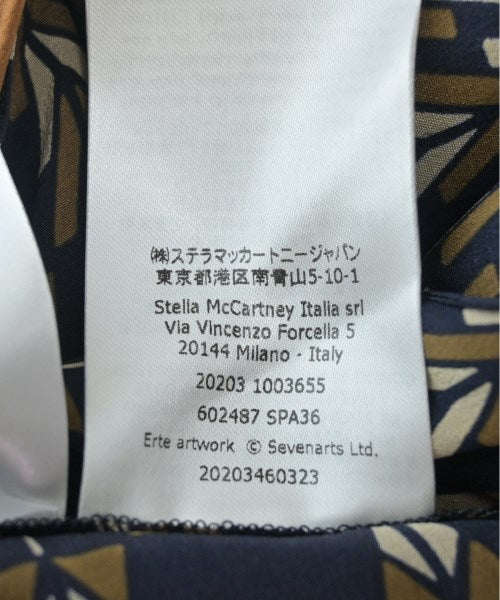 (株)ステラマッカートニージャパン
東京都港区南青山5-10-1
Stella McCartney Italia srl
Via Vincenzo Forcella 5
20144 Milano - Italy
20203 1003655
602487 SPA36
Erte artwork © Sevenarts Ltd.
20203460323